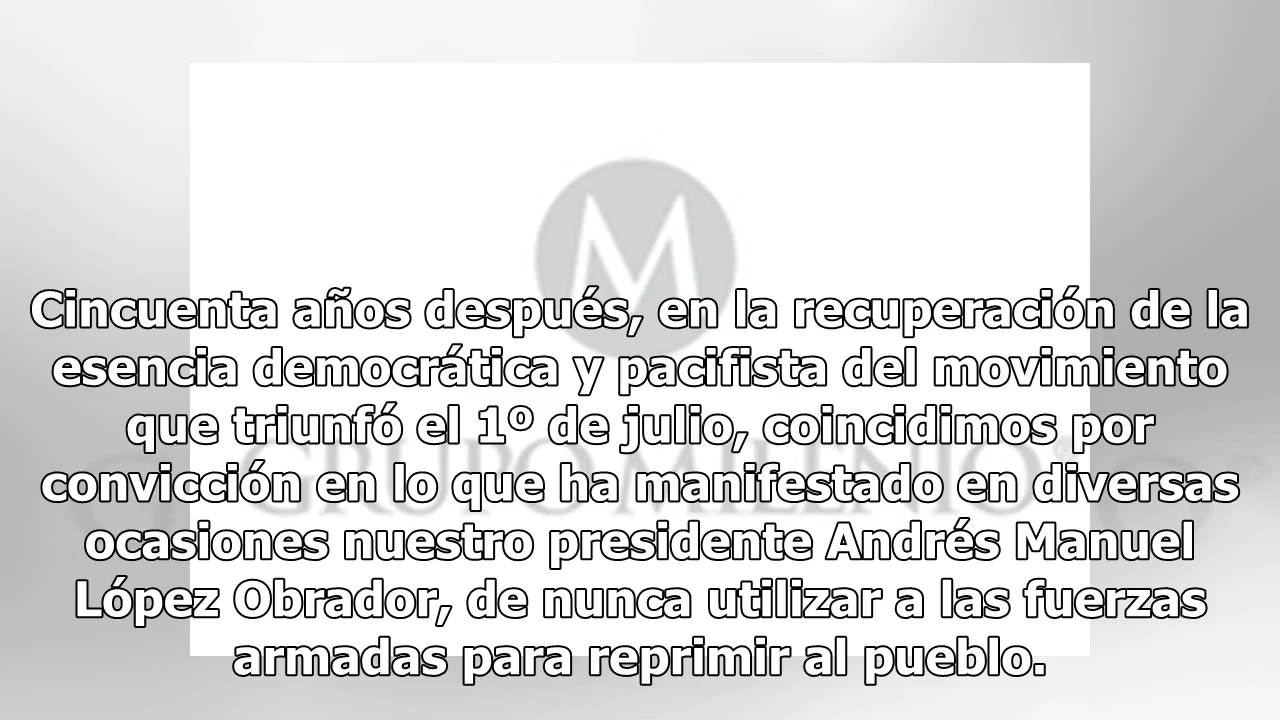 M
Cincuenta años después, en la recuperación de la
esencia democrática y pacifista del movimiento
que triunfó el 1º de julio, coincidimos por
GRUPO MILENIO
convicción en lo que ha manifestado en diversas
ocasiones nuestro presidente Andrés Manuel
López Obrador, de nunca utilizar a las fuerzas
armadas para reprimir al pueblo.